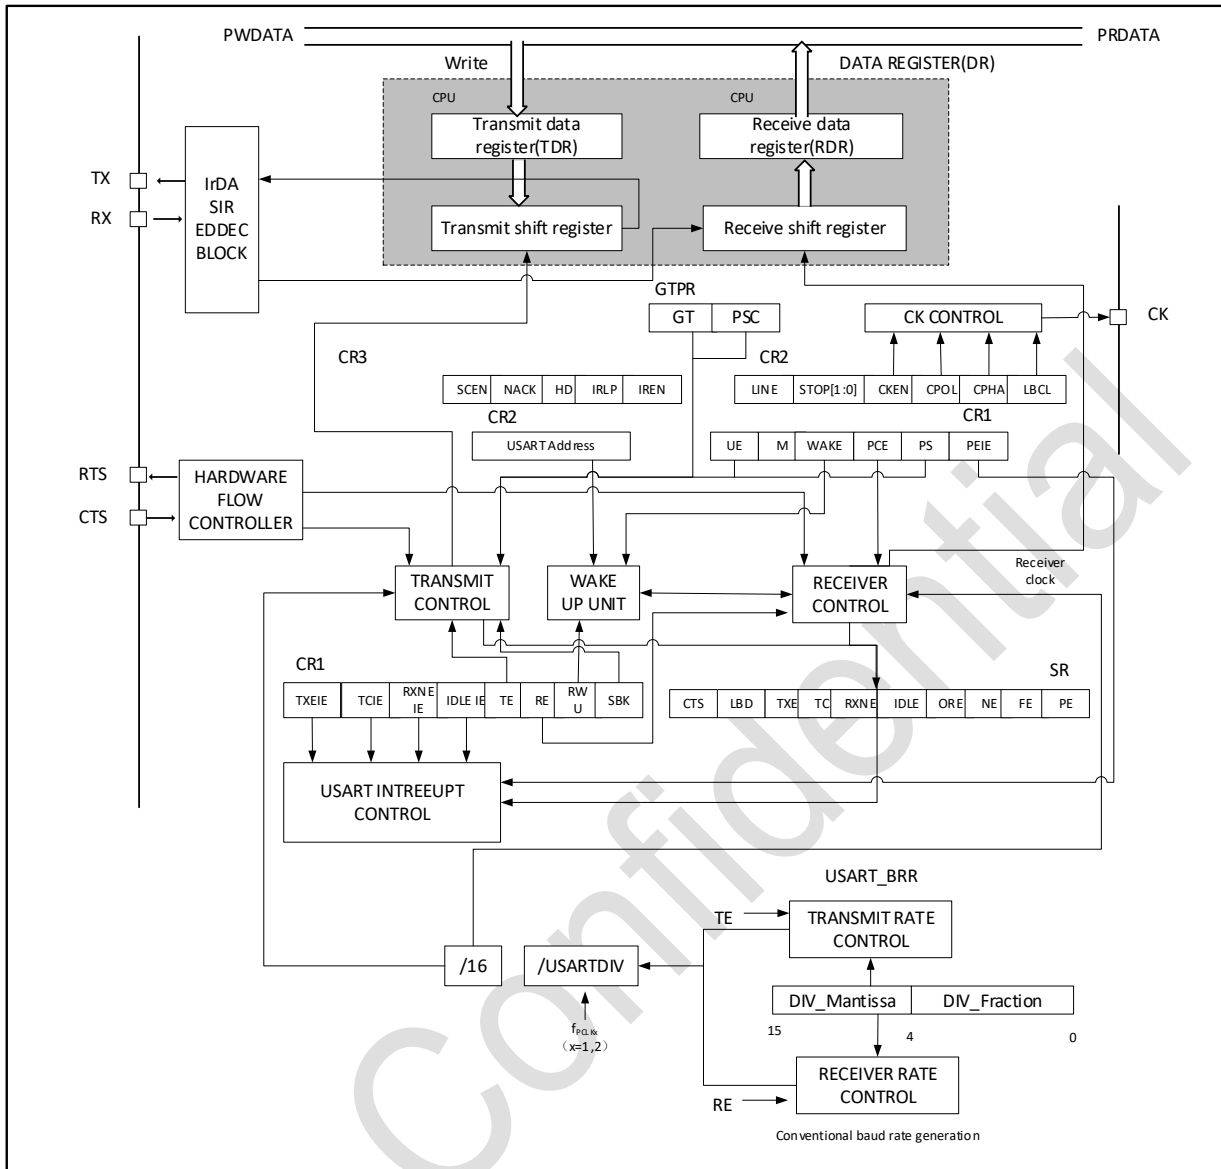 PWDATA
PRDATA
Write
DATA REGISTER(DR)
CPU
CPU
Transmit data
register(TDR)
Receive data
register(RDR)
TX
RX
IrDA
SIR
EDDEC
BLOCK
Transmit shift register
Receive shift register
GTPR
GT
PSC
CK CONTROL
CK
CR3
CR2
SCEN
NACK
HD
IRLP
IREN
LINE
STOP[1:0]
CKEN
CPOL
CPHA
LBCL
CR2
CR1
USART Address
UE
M
WAKE
PCE
PS
PEIE
RTS
CTS
HARDWARE
FLOW
CONTROLLER
TRANSMIT
CONTROL
WAKE
UP UNIT
RECEIVER
CONTROL
Receiver
clock
CR1
SR
TXEIE
TCIE
RXNE
IE
IDLE IE
TE
RE
RW
U
SBK
CTS
LBD
TXE
TC
RXNE
IDLE
ORE
NE
FE
PE
USART INTREEUPT
CONTROL
USART_BRR
TE
TRANSMIT RATE
CONTROL
/16
/USARTDIV
DIV_Mantissa
DIV_Fraction
15
4
0
fPCLKx
（x=1,2）
RECEIVER RATE
CONTROL
RE
Conventional baud rate generation
Confidential